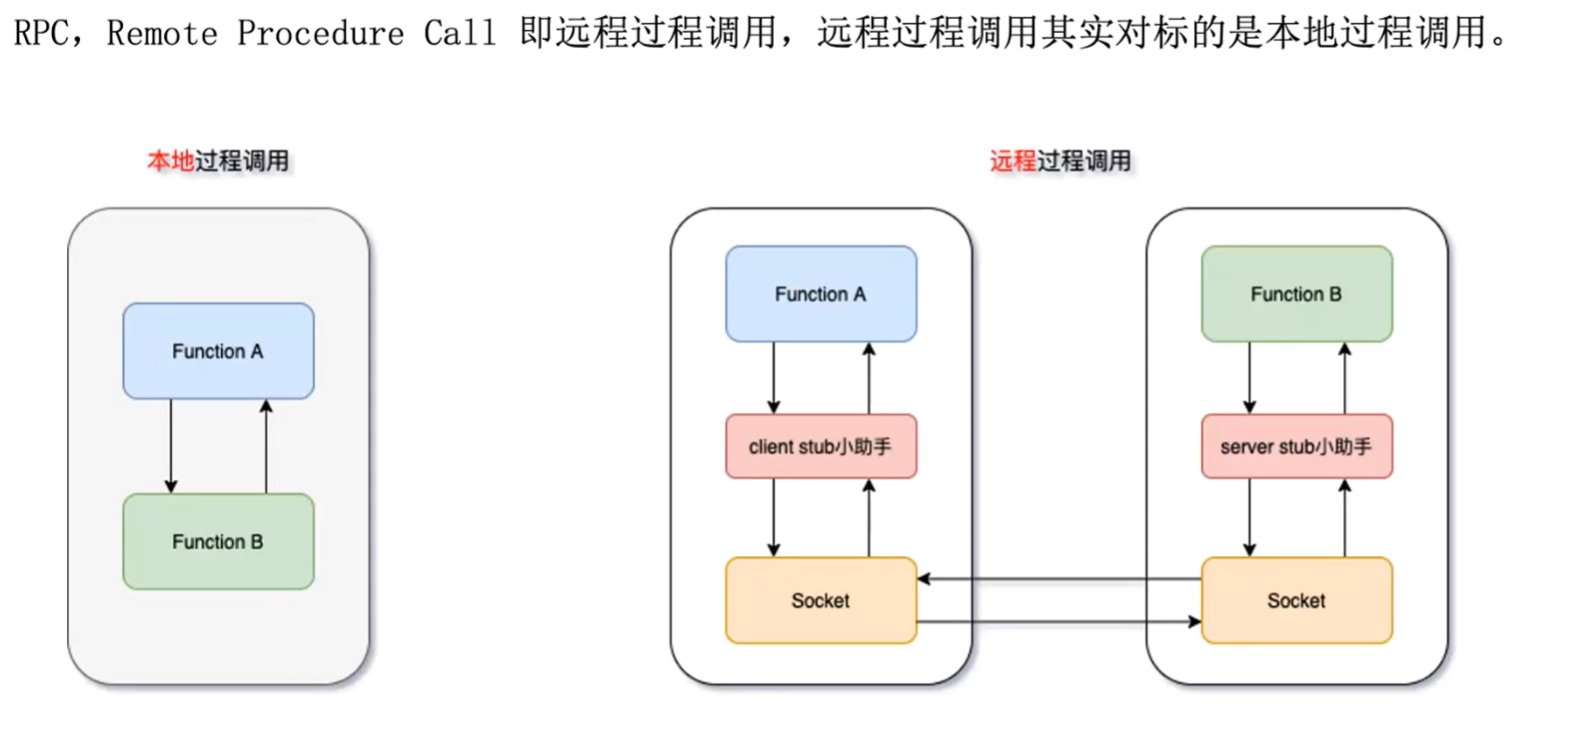 RPC，Remote Procedure Call 即远程过程调用，远程过程调用其实对标的是本地过程调用。
本地过程调用
远程过程调用
Function A
Function B
Function A
client stub小助手
Socket
Function B
server stub小助手
Socket